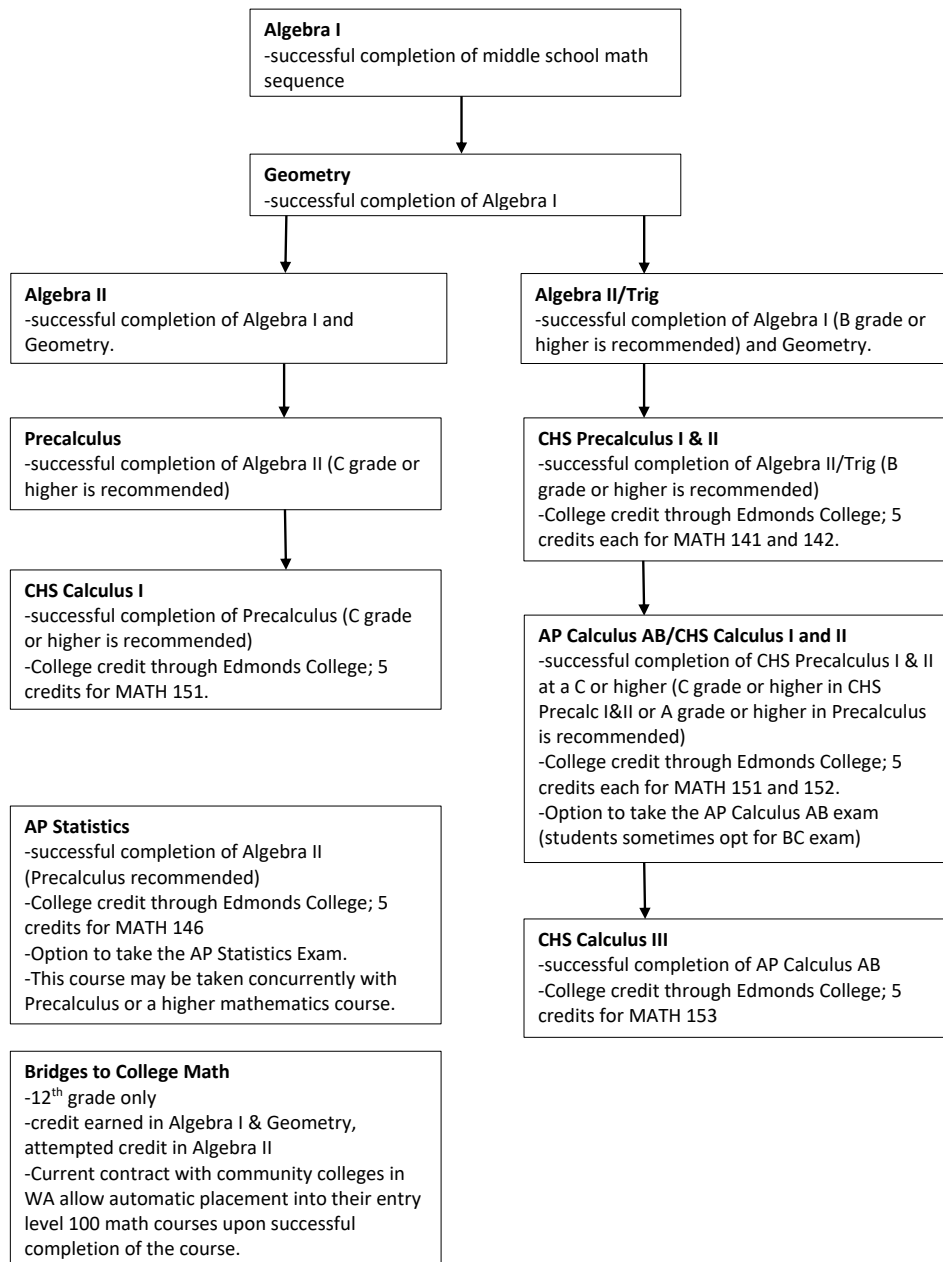 Algebra I
-successful completion of middle school math
sequence
Geometry
-successful completion of Algebra I
Algebra II
-successful completion of Algebra I and
Geometry.
Algebra II/Trig
-successful completion of Algebra I (B grade or
higher is recommended) and Geometry.
Precalculus
-successful completion of Algebra II (C grade or
higher is recommended)
CHS Precalculus I & II
-successful completion of Algebra II/Trig (B
grade or higher is recommended)
-College credit through Edmonds College; 5
credits each for MATH 141 and 142.
CHS Calculus I
-successful completion of Precalculus (C grade
or higher is recommended)
-College credit through Edmonds College; 5
credits for MATH 151.
AP Calculus AB/CHS Calculus I and II
-successful completion of CHS Precalculus I & II
at a C or higher (C grade or higher in CHS
Precalc I&II or A grade or higher in Precalculus
is recommended)
-College credit through Edmonds College; 5
credits each for MATH 151 and 152.
-Option to take the AP Calculus AB exam
(students sometimes opt for BC exam)
AP Statistics
-successful completion of Algebra II
(Precalculus recommended)
-College credit through Edmonds College; 5
credits for MATH 146
-Option to take the AP Statistics Exam.
-This course may be taken concurrently with
Precalculus or a higher mathematics course.
CHS Calculus III
-successful completion of AP Calculus AB
-College credit through Edmonds College; 5
credits for MATH 153
Bridges to College Math
-12th grade only
-credit earned in Algebra I & Geometry,
attempted credit in Algebra II
-Current contract with community colleges in
WA allow automatic placement into their entry
level 100 math courses upon successful
completion of the course.